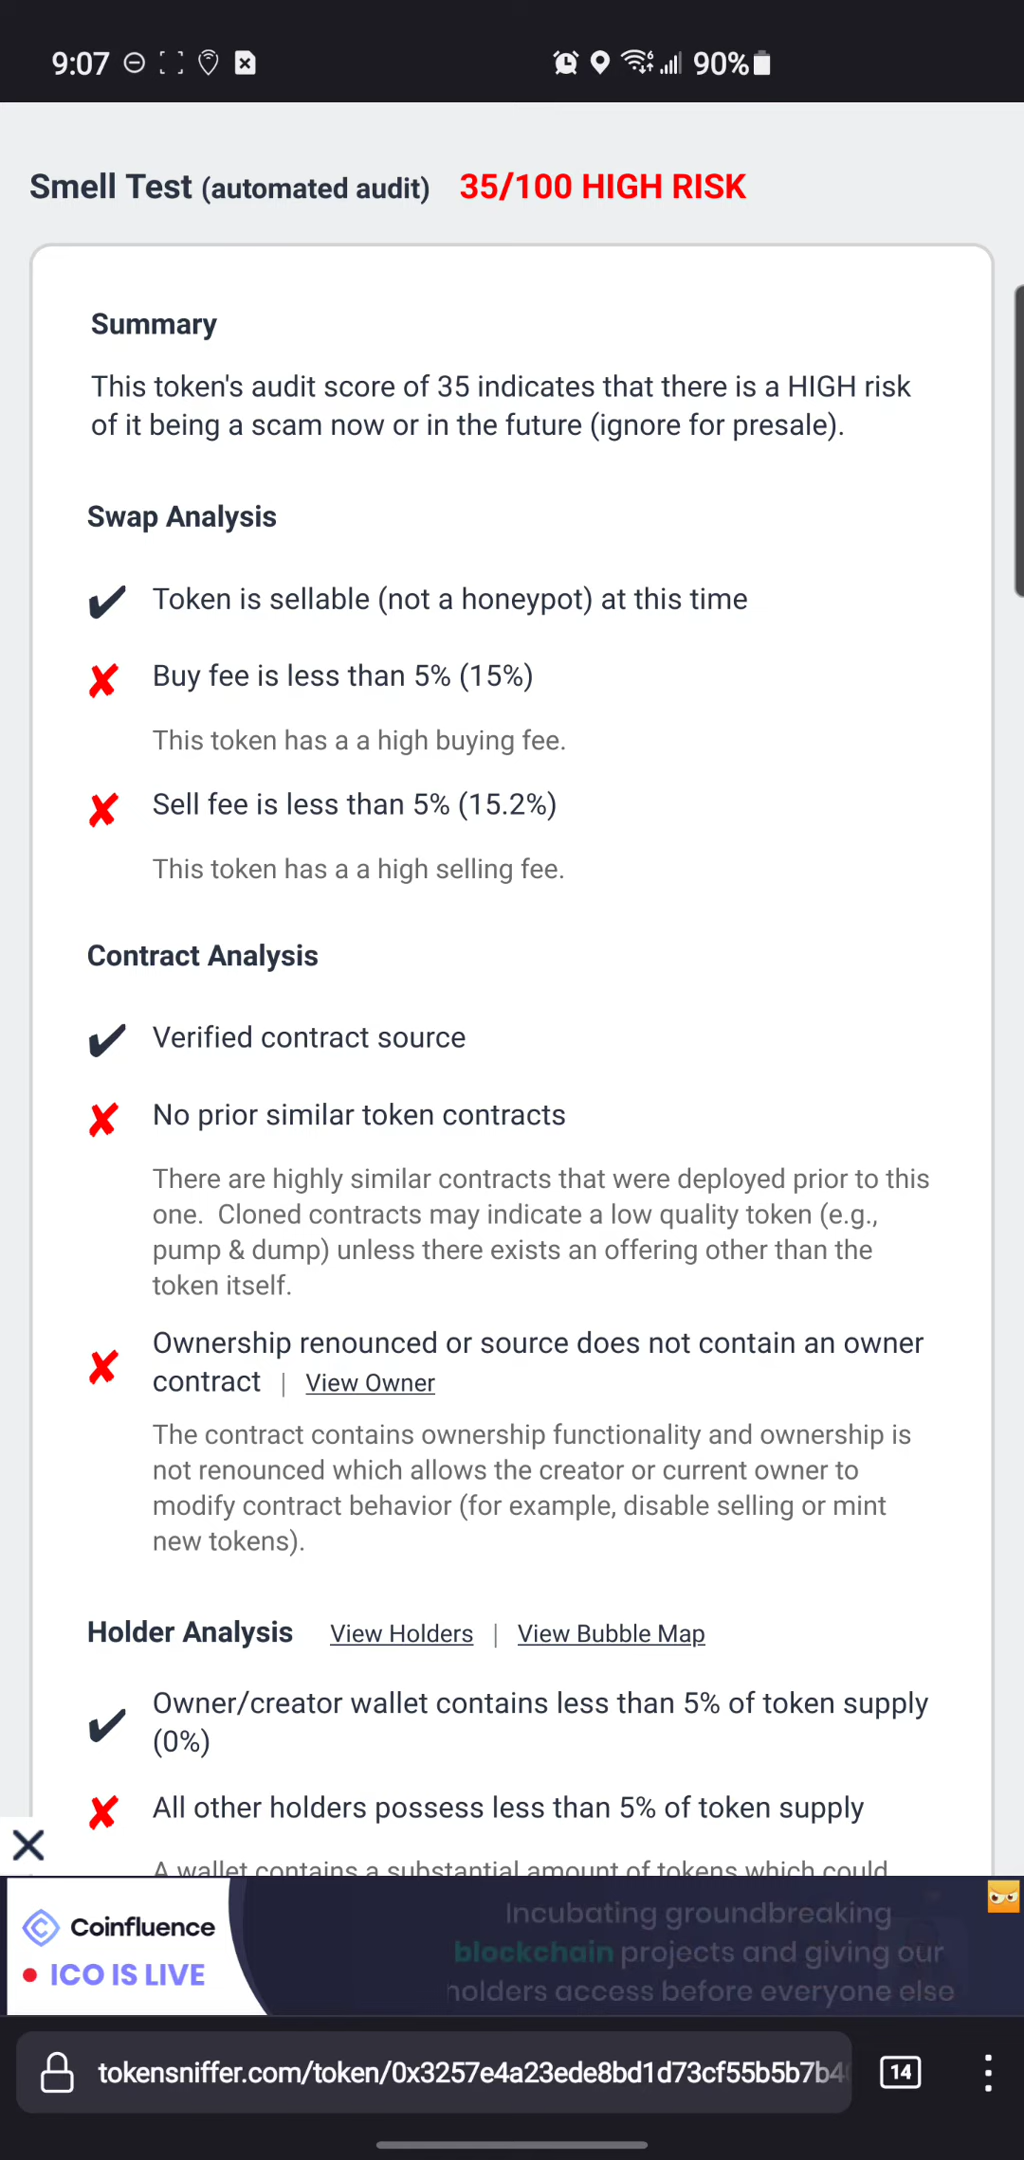 9:07
90%
Smell Test (automated audit) 35/100 HIGH RISK
Summary
This token's audit score of 35 indicates that there is a HIGH risk
of it being a scam now or in the future (ignore for presale).
Swap Analysis
✔ Token is sellable (not a honeypot) at this time
✘ Buy fee is less than 5% (15%)
This token has a a high buying fee.
✘ Sell fee is less than 5% (15.2%)
This token has a a high selling fee.
Contract Analysis
✔ Verified contract source
✘ No prior similar token contracts
There are highly similar contracts that were deployed prior to this
one. Cloned contracts may indicate a low quality token (e.g.,
pump & dump) unless there exists an offering other than the
token itself.
✘ Ownership renounced or source does not contain an owner
contract | View Owner
The contract contains ownership functionality and ownership is
not renounced which allows the creator or current owner to
modify contract behavior (for example, disable selling or mint
new tokens).
Holder Analysis View Holders | View Bubble Map
✔ Owner/creator wallet contains less than 5% of token supply
(0%)
✘ All other holders possess less than 5% of token supply
A wallet contains a substantial amount of tokens which could
Coinfluence
ICO IS LIVE
Incubating groundbreaking
blockchain projects and giving our
holders access before everyone else
tokensniffer.com/token/0x3257e4a23ede8bd1d73cf55b5b7b4
14